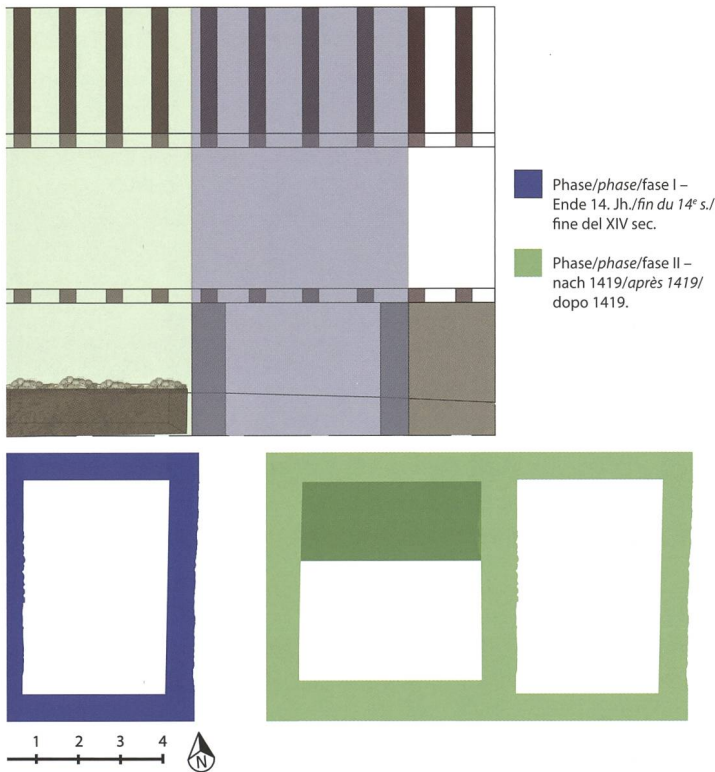 Phase/phase/fase I –
Ende 14. Jh./fin du 14e s./
fine del XIV sec.
Phase/phase/fase II –
nach 1419/après 1419/
dopo 1419.
1 2 3 4
N